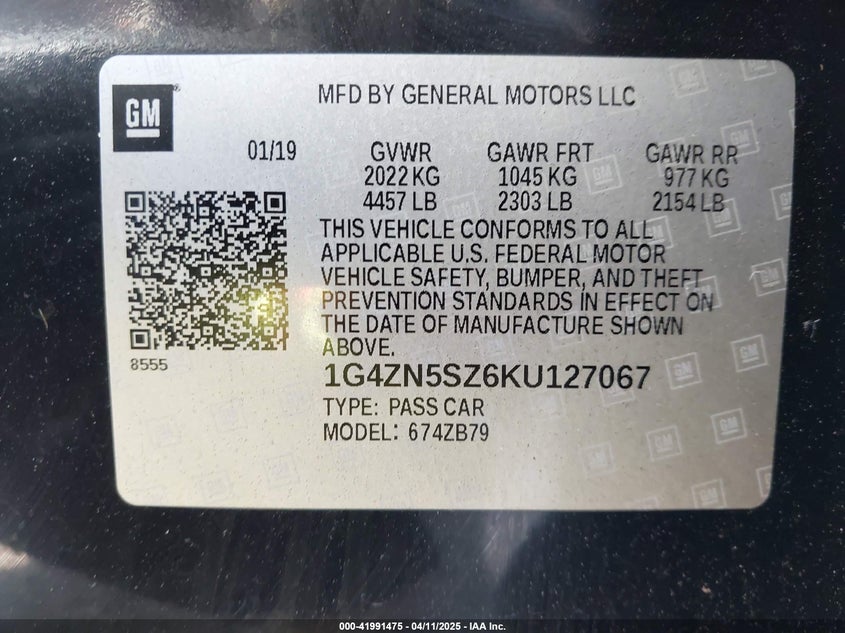 GM
MFD BY GENERAL MOTORS LLC
01/19
GVWR GAWR FRT GAWR RR
2022 KG 1045 KG 977 KG
4457 LB 2303 LB 2154 LB
THIS VEHICLE CONFORMS TO ALL
APPLICABLE U.S. FEDERAL MOTOR
VEHICLE SAFETY, BUMPER, AND THEFT
PREVENTION STANDARDS IN EFFECT ON
THE DATE OF MANUFACTURE SHOWN
ABOVE.
8555
1G4ZN5SZ6KU127067
TYPE: PASS CAR
MODEL: 674ZB79
000-41991475 - 04/11/2025 - IAA Inc.